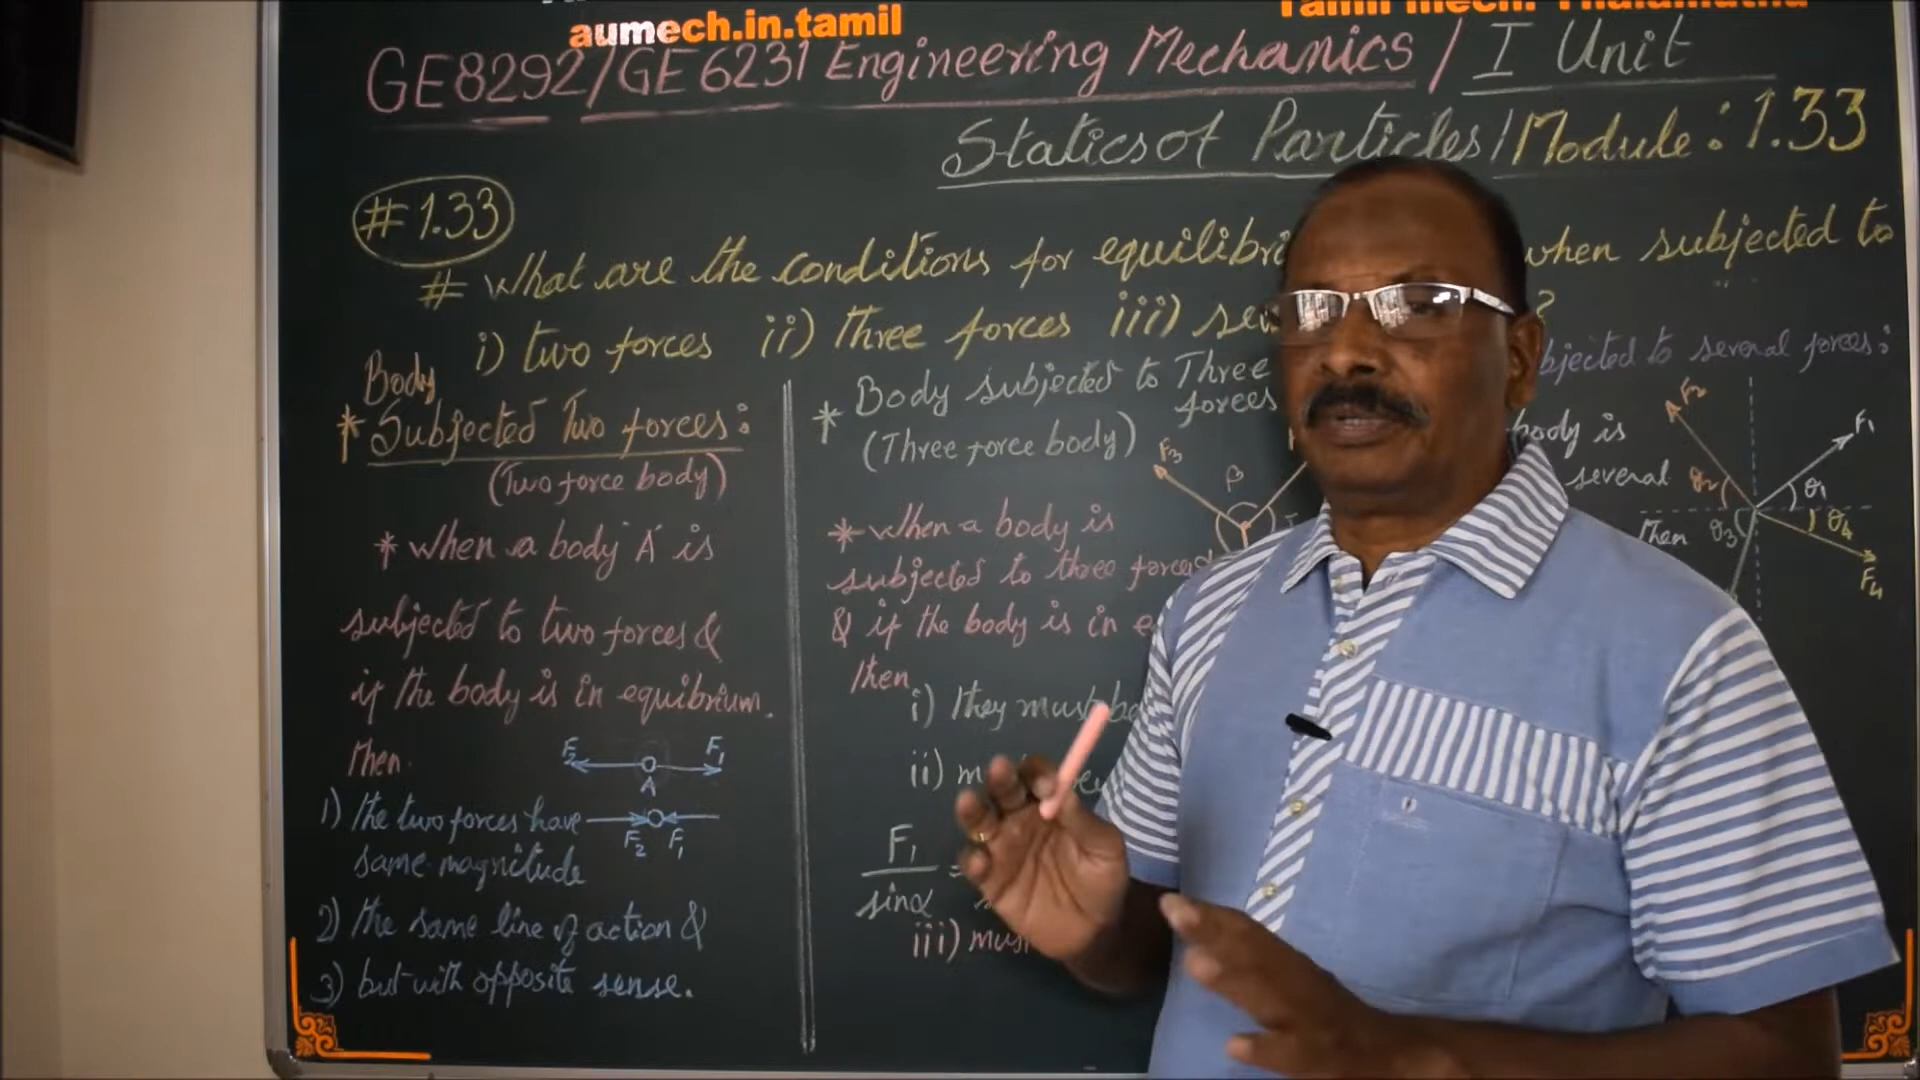 aumech.in.tamil
Tamil Mech. Thalamuthu
GE8292/GE6231 Engineering Mechanics / I Unit
Statics of Particles / Module : 1.33
# 1.33
# What are the conditions for when subjected to
i) two forces ii) three forces iii) ?
Body
* Subjected Two forces :
(Two force body)
* when a body 'A' is
subjected to two forces &
if the body is in equibrium.
then.
F2 F1
A
F2 F1
1) the two forces have
same magnitude
2) the same line of action &
3) but with opposite sense.
* Body subjected to Three
forces
(Three force body)
F3
β
* when a body is
subjected to three forces
& if the body is in
then
i) they must
ii)
F1
sinα
iii) must
to several forces :
body is
several
Then
F2
F1
θ2
θ1
θ3
θ4
F4